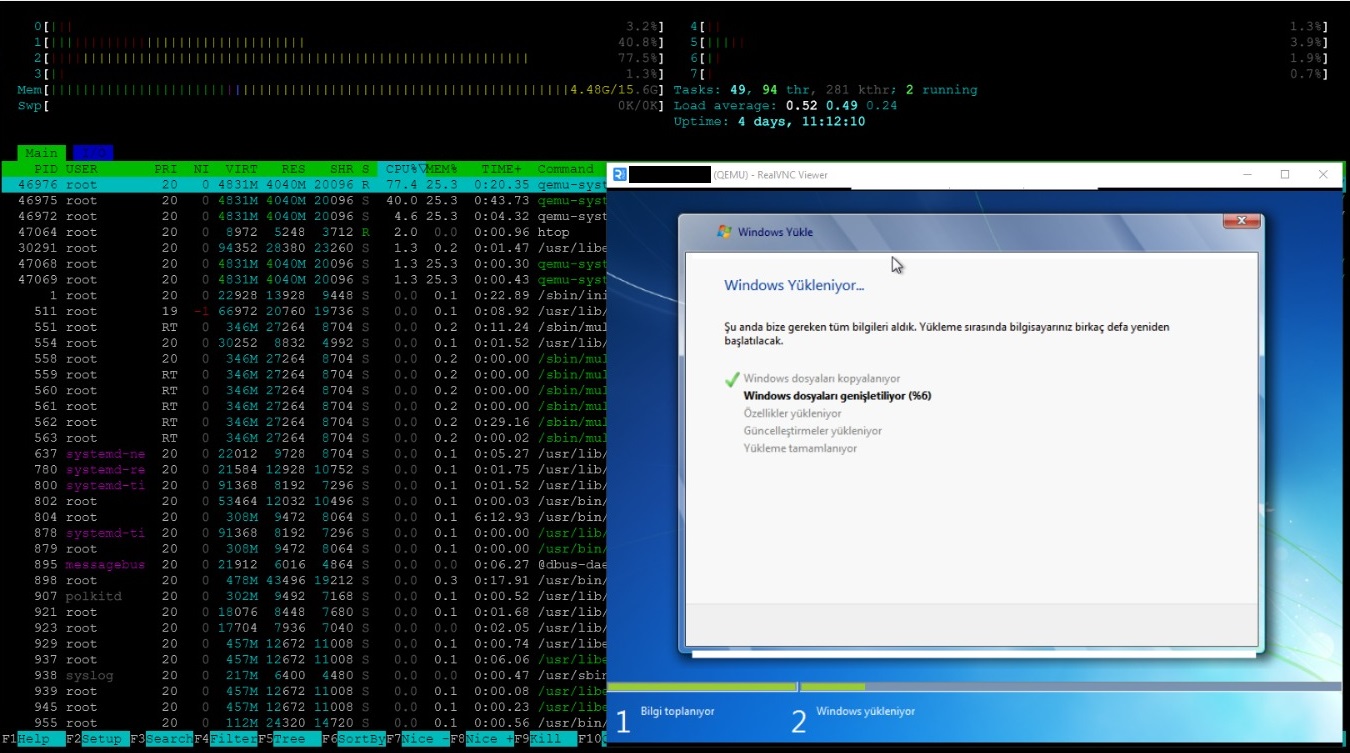 0[||| 3.2%] 4[|| 1.3%]
1[|||||||||||||||||||||||||||||| 40.8%] 5[||||| 3.9%]
2[|||||||||||||||||||||||||||||||||||||||||||||||||||||||||| 77.5%] 6[|| 1.9%]
3[|| 1.3%] 7[| 0.7%]
Mem[||||||||||||||||||||||||||||||||||||||||||||||||||||||||||||||4.48G/15.6G] Tasks: 49, 94 thr, 281 kthr; 2 running
Swp[ 0K/0K] Load average: 0.52 0.49 0.24
Uptime: 4 days, 11:12:10
Main
PID USER PRI NI VIRT RES SHR S CPU%▽MEM% TIME+ Command
46976 root 20 0 4831M 4040M 20096 R 77.4 25.3 0:20.35 qemu-syst
46975 root 20 0 4831M 4040M 20096 S 40.0 25.3 0:43.73 qemu-syst
46972 root 20 0 4831M 4040M 20096 S 4.6 25.3 0:04.32 qemu-syst
47064 root 20 0 8972 5248 3712 R 2.0 0.0 0:00.96 htop
30291 root 20 0 94352 28380 23260 S 1.3 0.2 0:01.47 /usr/libe
47068 root 20 0 4831M 4040M 20096 S 1.3 25.3 0:00.30 qemu-syst
47069 root 20 0 4831M 4040M 20096 S 1.3 25.3 0:00.43 qemu-syst
1 root 20 0 22928 13928 9448 S 0.0 0.1 0:22.89 /sbin/ini
511 root 19 -1 66972 20760 19736 S 0.0 0.1 0:08.92 /usr/lib/
551 root RT 0 346M 27264 8704 S 0.0 0.2 0:11.24 /sbin/mul
554 root 20 0 30252 8832 4992 S 0.0 0.1 0:01.52 /usr/lib/
558 root 20 0 346M 27264 8704 S 0.0 0.2 0:00.00 /sbin/mul
559 root RT 0 346M 27264 8704 S 0.0 0.2 0:00.00 /sbin/mul
560 root RT 0 346M 27264 8704 S 0.0 0.2 0:00.00 /sbin/mul
561 root RT 0 346M 27264 8704 S 0.0 0.2 0:00.24 /sbin/mul
562 root RT 0 346M 27264 8704 S 0.0 0.2 0:29.16 /sbin/mul
563 root RT 0 346M 27264 8704 S 0.0 0.2 0:00.02 /sbin/mul
637 systemd-ne 20 0 22012 9728 8704 S 0.0 0.1 0:05.27 /usr/lib/
780 systemd-re 20 0 21584 12928 10752 S 0.0 0.1 0:01.75 /usr/lib/
800 systemd-ti 20 0 91368 8192 7296 S 0.0 0.1 0:01.52 /usr/lib/
802 root 20 0 53464 12032 10496 S 0.0 0.1 0:00.03 /usr/bin/
804 root 20 0 308M 9472 8064 S 0.0 0.1 6:12.93 /usr/bin/
878 systemd-ti 20 0 91368 8192 7296 S 0.0 0.1 0:00.00 /usr/lib/
879 root 20 0 308M 9472 8064 S 0.0 0.1 0:00.00 /usr/bin/
895 messagebus 20 0 21912 6016 4864 S 0.0 0.0 0:06.27 @dbus-dae
898 root 20 0 478M 43496 19212 S 0.0 0.3 0:17.91 /usr/bin/
907 polkitd 20 0 302M 9492 7168 S 0.0 0.1 0:00.52 /usr/lib/
921 root 20 0 18076 8448 7680 S 0.0 0.1 0:01.68 /usr/lib/
923 root 20 0 17704 7936 7040 S 0.0 0.0 0:02.05 /usr/lib/
929 root 20 0 457M 12672 11008 S 0.0 0.1 0:00.74 /usr/libe
937 root 20 0 457M 12672 11008 S 0.0 0.1 0:06.06 /usr/libe
938 syslog 20 0 217M 6400 4480 S 0.0 0.0 0:00.47 /usr/sbin
939 root 20 0 457M 12672 11008 S 0.0 0.1 0:00.08 /usr/libe
945 root 20 0 457M 12672 11008 S 0.0 0.1 0:00.23 /usr/libe
955 root 20 0 112M 24320 14720 S 0.0 0.1 0:00.56 /usr/bin/
F1Help F2Setup F3SearchF4FilterF5Tree F6SortByF7Nice -F8Nice +F9Kill F10
(QEMU) - RealVNC Viewer
Windows Yükle
Windows Yükleniyor...
Şu anda bize gereken tüm bilgileri aldık. Yükleme sırasında bilgisayarınız birkaç defa yeniden
başlatılacak.
Windows dosyaları kopyalanıyor
Windows dosyaları genişletiliyor (%6)
Özellikler yükleniyor
Güncelleştirmeler yükleniyor
Yükleme tamamlanıyor
1 Bilgi toplanıyor
2 Windows yükleniyor